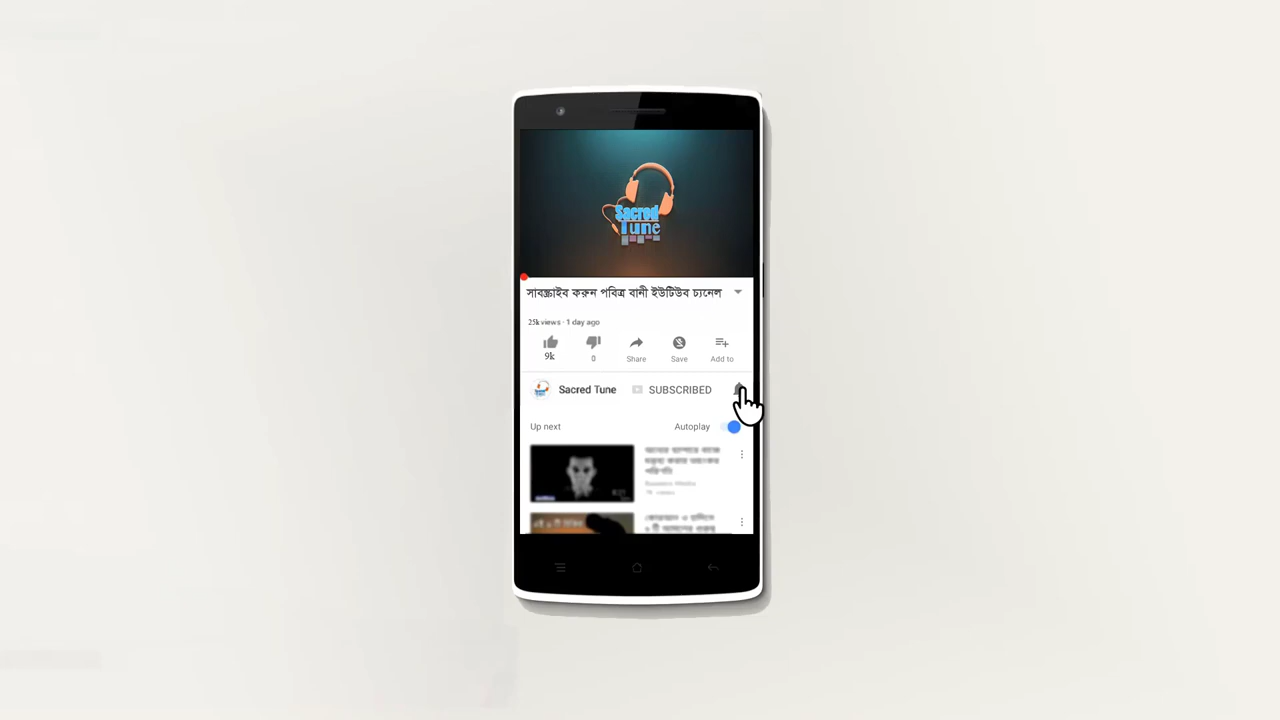 Sacred
Tune
সাবস্ক্রাইব করুন পবিত্র বানী ইউটিউব চ্যনেল
25k views · 1 day ago
9k
0
Share
Save
Add to
Sacred Tune
SUBSCRIBED
Up next
Autoplay